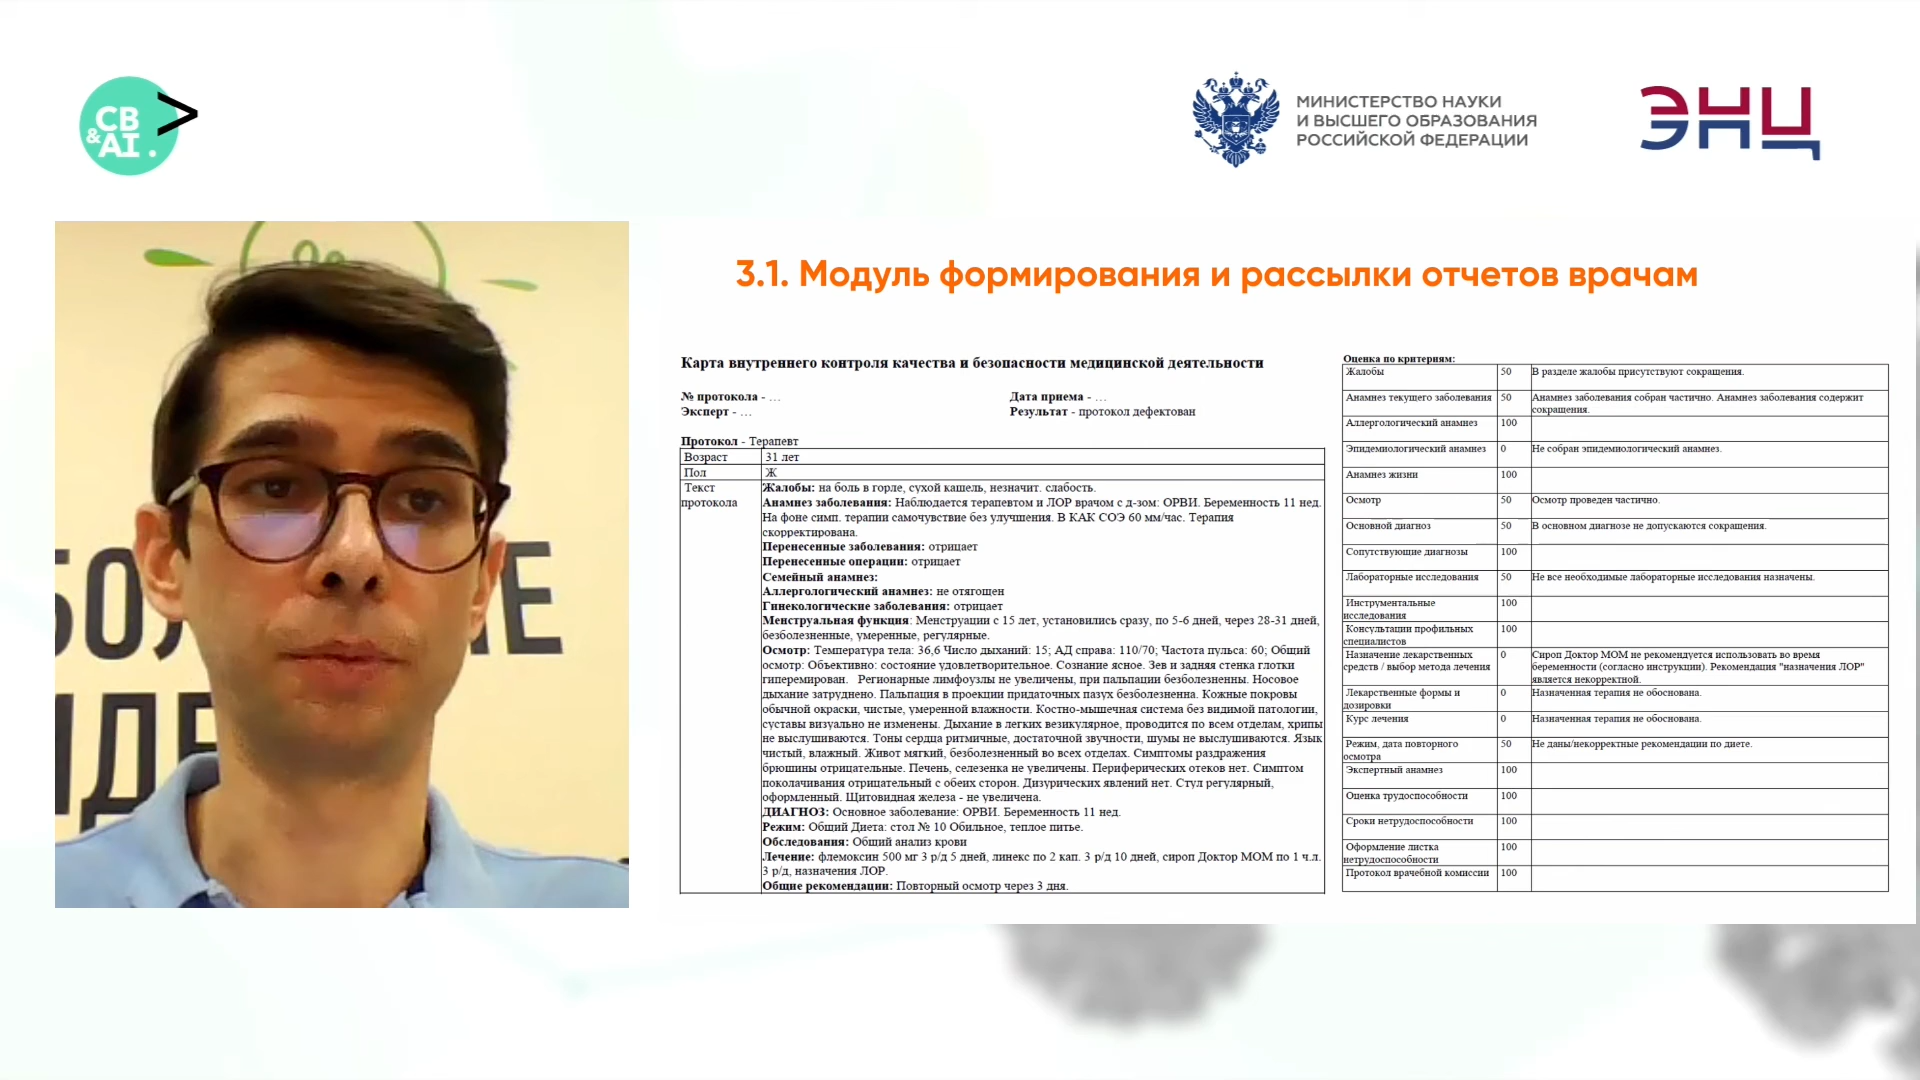 CB
&AI.
>
МИНИСТЕРСТВО НАУКИ
И ВЫСШЕГО ОБРАЗОВАНИЯ
РОССИЙСКОЙ ФЕДЕРАЦИИ
ЭНЦ
3.1. Модуль формирования и рассылки отчетов врачам
Карта внутреннего контроля качества и безопасности медицинской деятельности
№ протокола - …
Дата приема - …
Эксперт - …
Результат - протокол дефектован
Протокол - Терапевт
Возраст 31 лет
Пол Ж
Текст
протокола
Жалобы: на боль в горле, сухой кашель, незначит. слабость.
Анамнез заболевания: Наблюдается терапевтом и ЛОР врачом с д-зом: ОРВИ. Беременность 11 нед.
На фоне симп. терапии самочувствие без улучшения. В КАК СОЭ 60 мм/час. Терапия
скорректирована.
Перенесенные заболевания: отрицает
Перенесенные операции: отрицает
Семейный анамнез:
Аллергологический анамнез: не отягощен
Гинекологические заболевания: отрицает
Менструальная функция: Менструации с 15 лет, установились сразу, по 5-6 дней, через 28-31 дней,
безболезненные, умеренные, регулярные.
Осмотр: Температура тела: 36,6 Число дыханий: 15; АД справа: 110/70; Частота пульса: 60; Общий
осмотр: Объективно: состояние удовлетворительное. Сознание ясное. Зев и задняя стенка глотки
гиперемирован. Регионарные лимфоузлы не увеличены, при пальпации безболезненны. Носовое
дыхание затруднено. Пальпация в проекции придаточных пазух безболезненна. Кожные покровы
обычной окраски, чистые, умеренной влажности. Костно-мышечная система без видимой патологии,
суставы визуально не изменены. Дыхание в легких везикулярное, проводится по всем отделам, хрипы
не выслушиваются. Тоны сердца ритмичные, достаточной звучности, шумы не выслушиваются. Язык
чистый, влажный. Живот мягкий, безболезненный во всех отделах. Симптомы раздражения
брюшины отрицательные. Печень, селезенка не увеличены. Периферических отеков нет. Симптом
поколачивания отрицательный с обеих сторон. Дизурических явлений нет. Стул регулярный,
оформленный. Щитовидная железа - не увеличена.
ДИАГНОЗ: Основное заболевание: ОРВИ. Беременность 11 нед.
Режим: Общий Диета: стол № 10 Обильное, теплое питье.
Обследования: Общий анализ крови
Лечение: флемоксин 500 мг 3 р/д 5 дней, линекс по 2 кап. 3 р/д 10 дней, сироп Доктор МОМ по 1 ч.л.
3 р/д, назначения ЛОР.
Общие рекомендации: Повторный осмотр через 3 дня.
Оценка по критериям:
Жалобы 50 В разделе жалобы присутствуют сокращения.
Анамнез текущего заболевания 50 Анамнез заболевания собран частично. Анамнез заболевания содержит
сокращения.
Аллергологический анамнез 100
Эпидемиологический анамнез 0 Не собран эпидемиологический анамнез.
Анамнез жизни 100
Осмотр 50 Осмотр проведен частично.
Основной диагноз 50 В основном диагнозе не допускаются сокращения.
Сопутствующие диагнозы 100
Лабораторные исследования 50 Не все необходимые лабораторные исследования назначены.
Инструментальные
исследования 100
Консультации профильных
специалистов 100
Назначение лекарственных
средств / выбор метода лечения 0 Сироп Доктор МОМ не рекомендуется использовать во время
беременности (согласно инструкции). Рекомендация "назначения ЛОР"
является некорректной.
Лекарственные формы и
дозировки 0 Назначенная терапия не обоснована.
Курс лечения 0 Назначенная терапия не обоснована.
Режим, дата повторного
осмотра 50 Не даны/некорректные рекомендации по диете.
Экспертный анамнез 100
Оценка трудоспособности 100
Сроки нетрудоспособности 100
Оформление листка
нетрудоспособности 100
Протокол врачебной комиссии 100